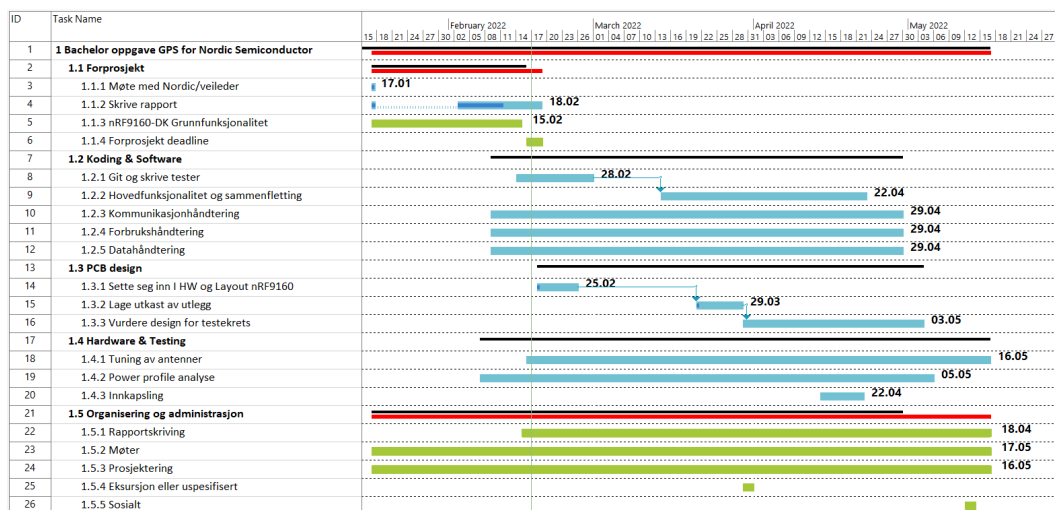 ID Task Name
February 2022 March 2022 April 2022 May 2022
15 18 21 24 27 30 02 05 08 11 14 17 20 23 26 01 04 07 10 13 16 19 22 25 28 31 03 06 09 12 15 18 21 24 27 30 03 06 09 12 15 18 21 24 27
1 1 Bachelor oppgave GPS for Nordic Semiconductor
2 1.1 Forprosjekt
3 1.1.1 Møte med Nordic/veileder 17.01
4 1.1.2 Skrive rapport 18.02
5 1.1.3 nRF9160-DK Grunnfunksjonalitet 15.02
6 1.1.4 Forprosjekt deadline
7 1.2 Koding & Software
8 1.2.1 Git og skrive tester 28.02
9 1.2.2 Hovedfunksjonalitet og sammenfletting 22.04
10 1.2.3 Kommunikasjonhåndtering 29.04
11 1.2.4 Forbrukshåndtering 29.04
12 1.2.5 Datahåndtering 29.04
13 1.3 PCB design
14 1.3.1 Sette seg inn I HW og Layout nRF9160 25.02
15 1.3.2 Lage utkast av utlegg 29.03
16 1.3.3 Vurdere design for testekrets 03.05
17 1.4 Hardware & Testing
18 1.4.1 Tuning av antenner 16.05
19 1.4.2 Power profile analyse 05.05
20 1.4.3 Innkapsling 22.04
21 1.5 Organisering og administrasjon
22 1.5.1 Rapportskriving 18.04
23 1.5.2 Møter 17.05
24 1.5.3 Prosjektering 16.05
25 1.5.4 Eksursjon eller uspesifisert
26 1.5.5 Sosialt